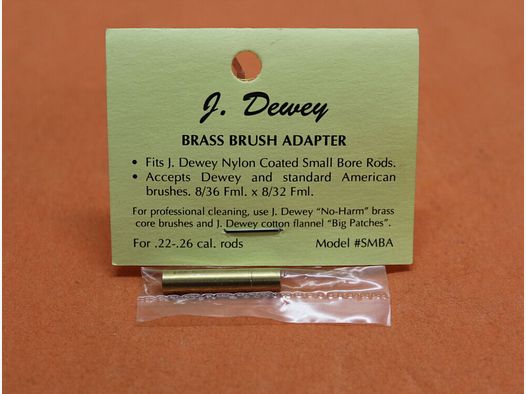 J. Dewey
BRASS BRUSH ADAPTER
• Fits J. Dewey Nylon Coated Small Bore Rods.
• Accepts Dewey and standard American
brushes. 8/36 Fml. x 8/32 Fml.
For professional cleaning, use J. Dewey "No-Harm" brass
core brushes and J. Dewey cotton flannel "Big Patches".
For .22-.26 cal. rods Model #SMBA